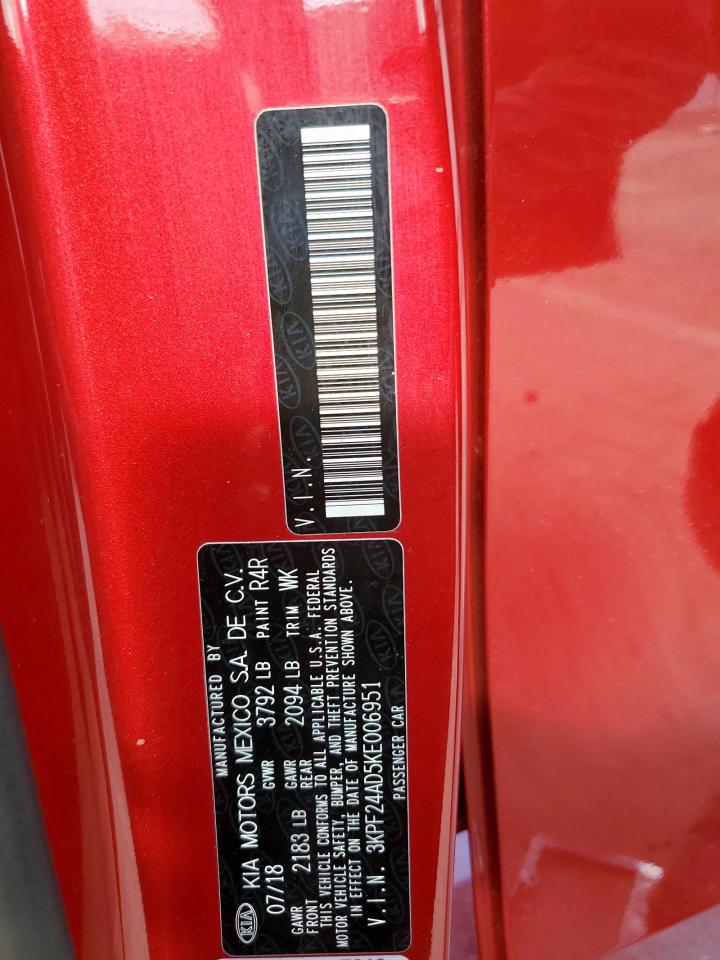 V.I.N.
MANUFACTURED BY
KIA KIA MOTORS MEXICO S.A. DE C.V.
07/18 GVWR 3792 LB PAINT R4R
GAWR FRONT 2183 LB GAWR REAR 2094 LB TRIM WK
THIS VEHICLE CONFORMS TO ALL APPLICABLE U.S.A. FEDERAL
MOTOR VEHICLE SAFETY, BUMPER, AND THEFT PREVENTION STANDARDS
IN EFFECT ON THE DATE OF MANUFACTURE SHOWN ABOVE.
V.I.N. 3KPF24AD5KE006951
PASSENGER CAR